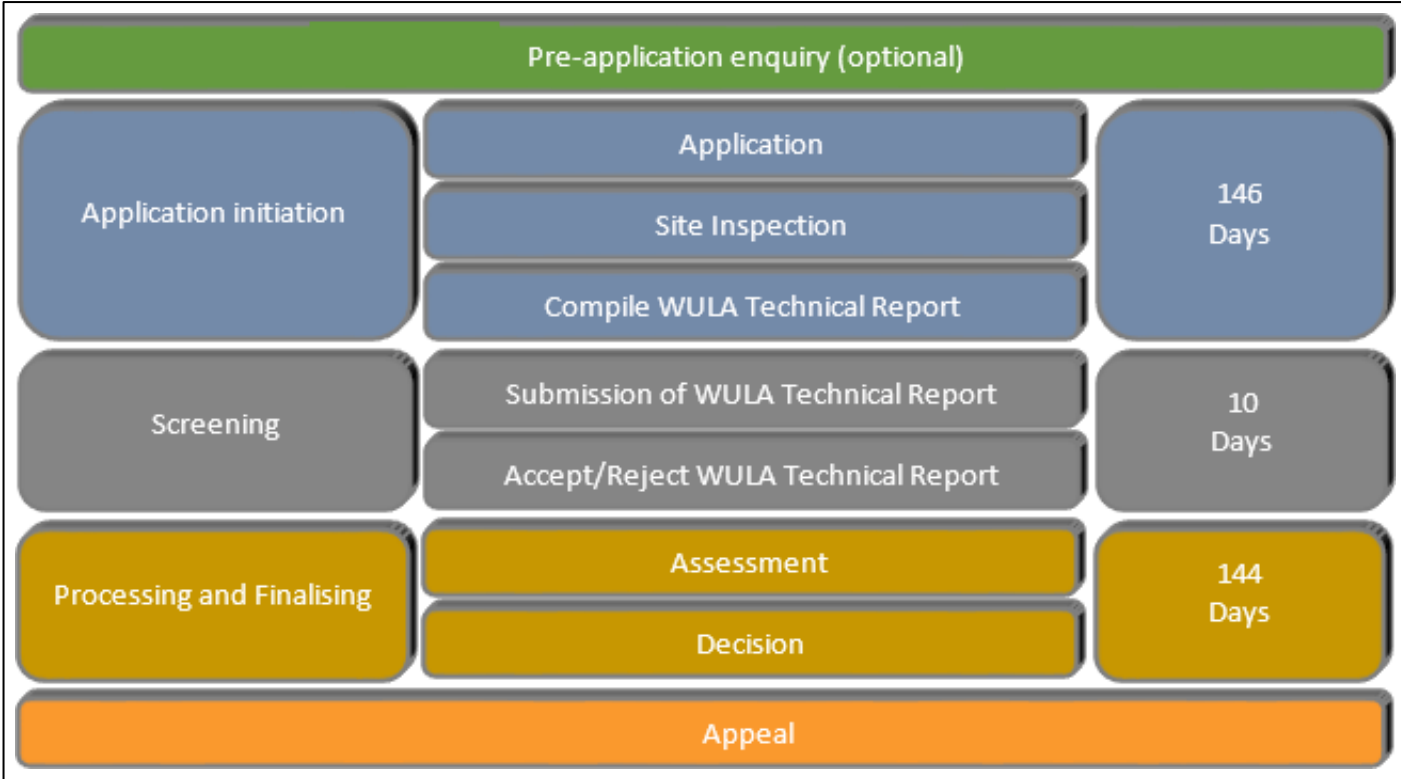 Pre-application enquiry (optional)
Application initiation
Application
Site Inspection
Compile WULA Technical Report
146
Days
Screening
Submission of WULA Technical Report
Accept/Reject WULA Technical Report
10
Days
Processing and Finalising
Assessment
Decision
144
Days
Appeal